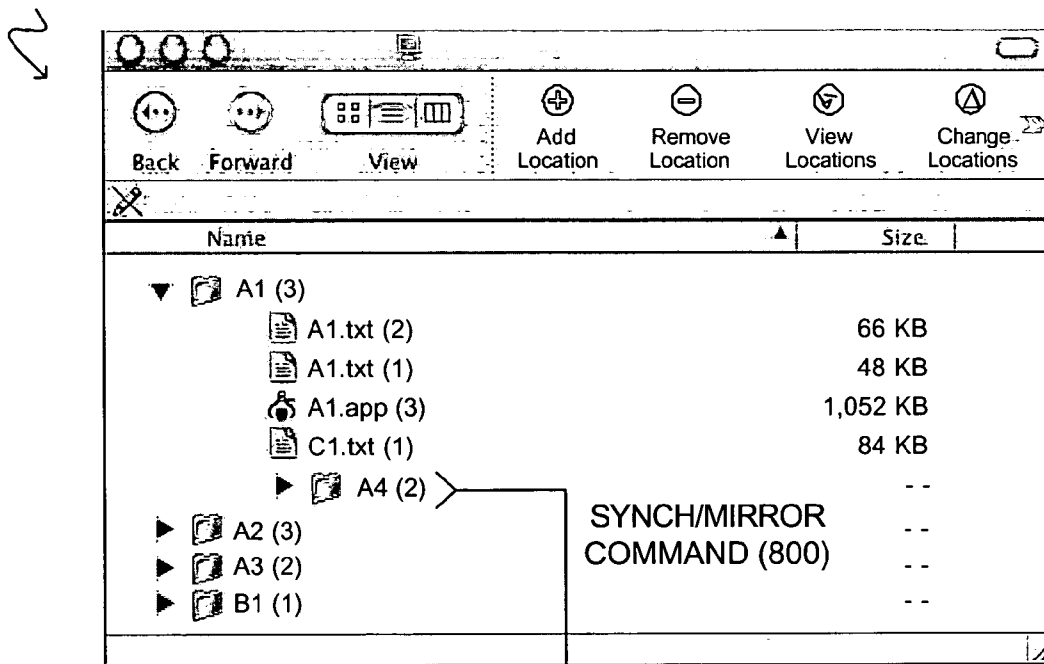 Add Remove View Change
Back Forward View Location Location Locations Locations
Name Size
A1 (3)
A1.txt (2) 66 KB
A1.txt (1) 48 KB
A1.app (3) 1,052 KB
C1.txt (1) 84 KB
A4 (2) - -
SYNCH/MIRROR
COMMAND (800)
A2 (3) - -
A3 (2) - -
B1 (1) - -